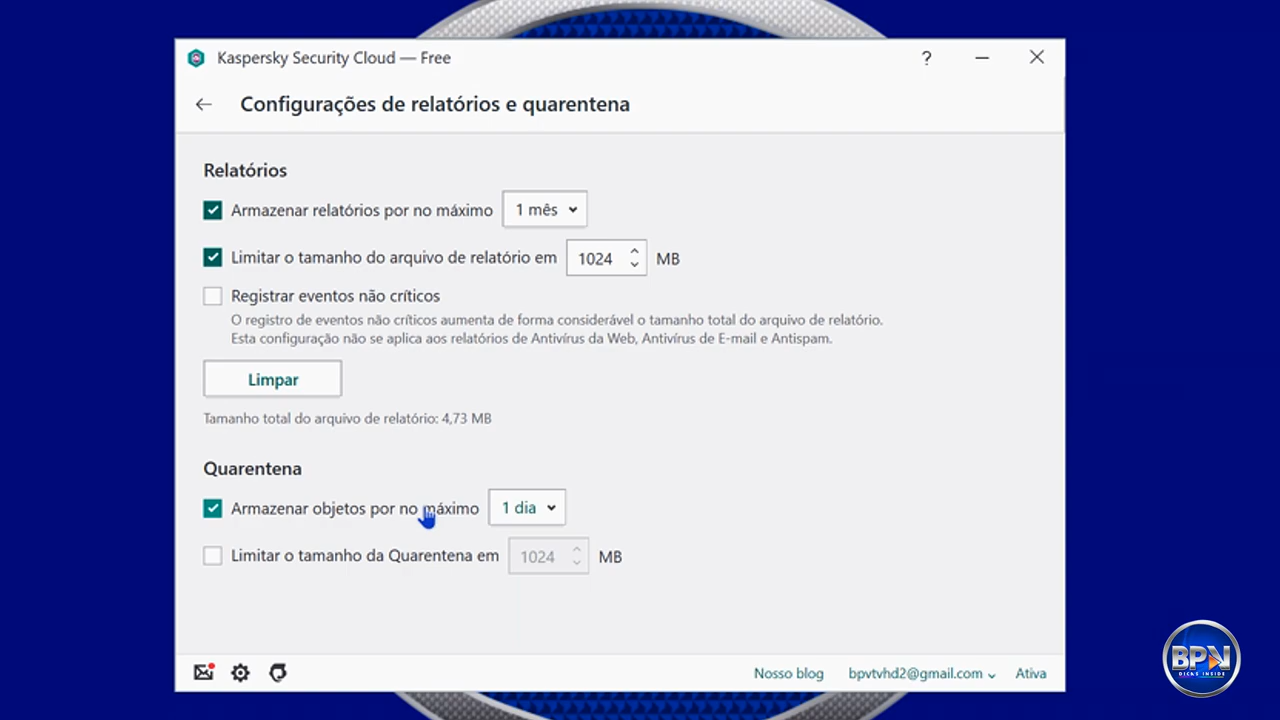 Kaspersky Security Cloud — Free
?
Configurações de relatórios e quarentena
Relatórios
Armazenar relatórios por no máximo 1 mês
Limitar o tamanho do arquivo de relatório em 1024 MB
Registrar eventos não críticos
O registro de eventos não críticos aumenta de forma considerável o tamanho total do arquivo de relatório.
Esta configuração não se aplica aos relatórios de Antivírus da Web, Antivírus de E-mail e Antispam.
Limpar
Tamanho total do arquivo de relatório: 4,73 MB
Quarentena
Armazenar objetos por no máximo 1 dia
Limitar o tamanho da Quarentena em 1024 MB
Nosso blog bpvtvhd2@gmail.com Ativa
BPN
DICAS INSIDE